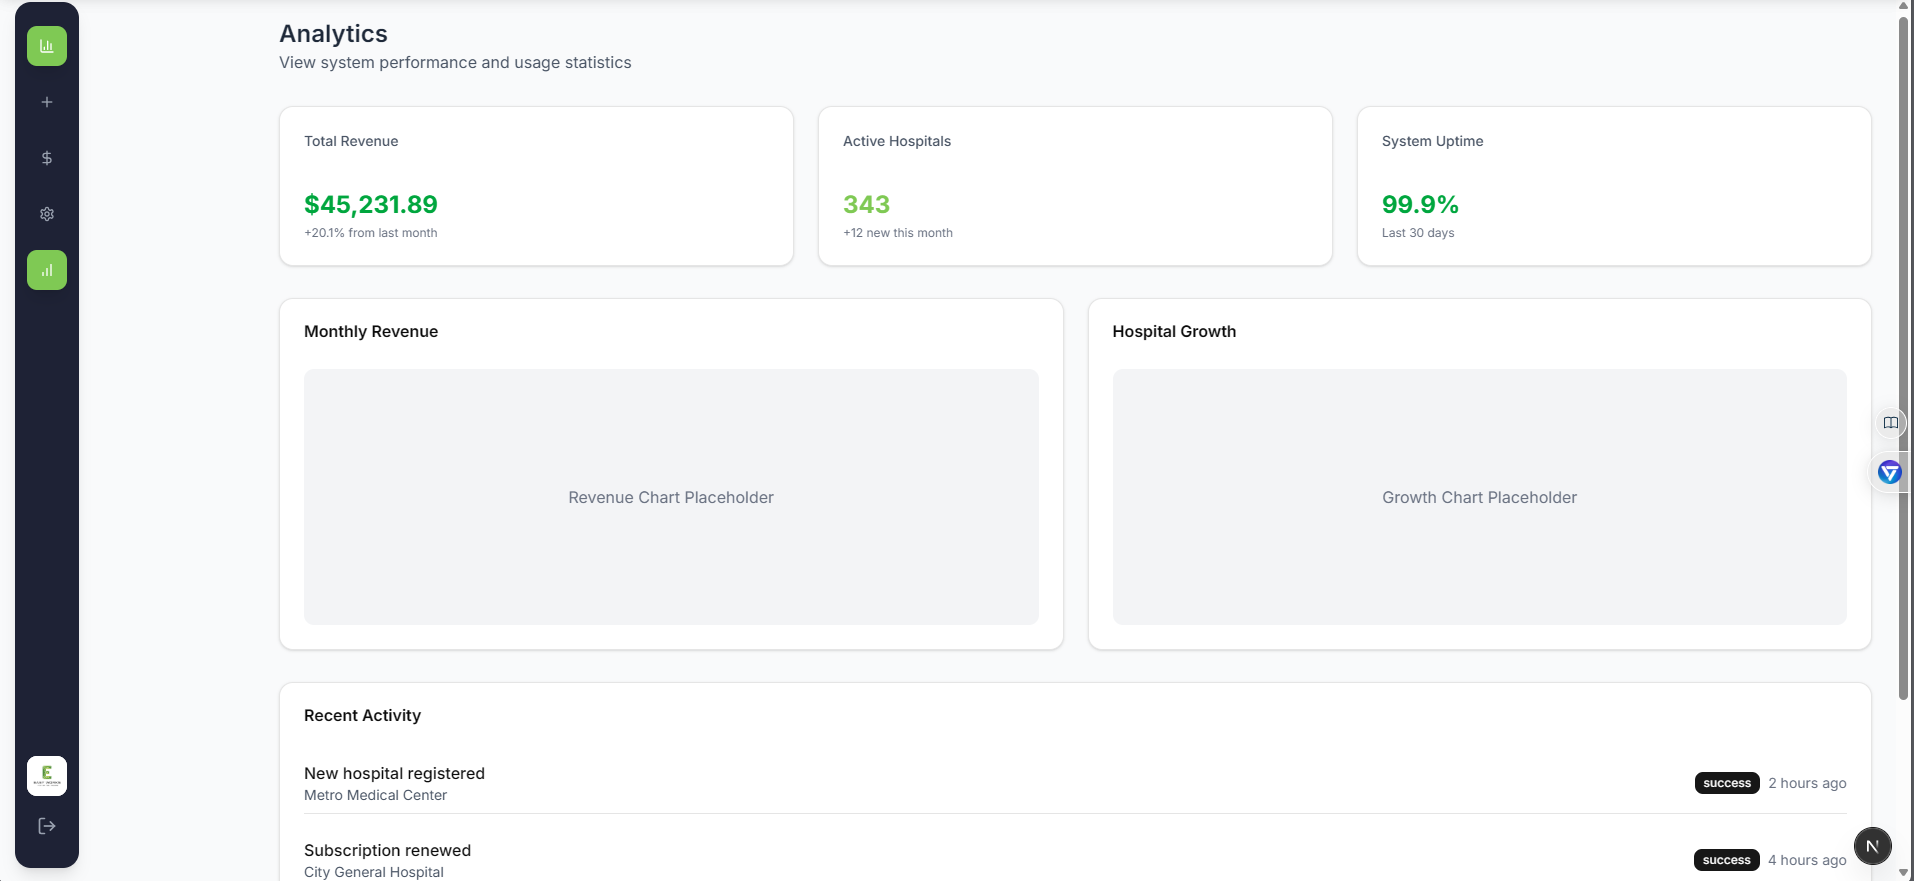 Analytics
View system performance and usage statistics
Total Revenue
$45,231.89
+20.1% from last month
Active Hospitals
343
+12 new this month
System Uptime
99.9%
Last 30 days
Monthly Revenue
Revenue Chart Placeholder
Hospital Growth
Growth Chart Placeholder
Recent Activity
New hospital registered
Metro Medical Center
success 2 hours ago
Subscription renewed
City General Hospital
success 4 hours ago